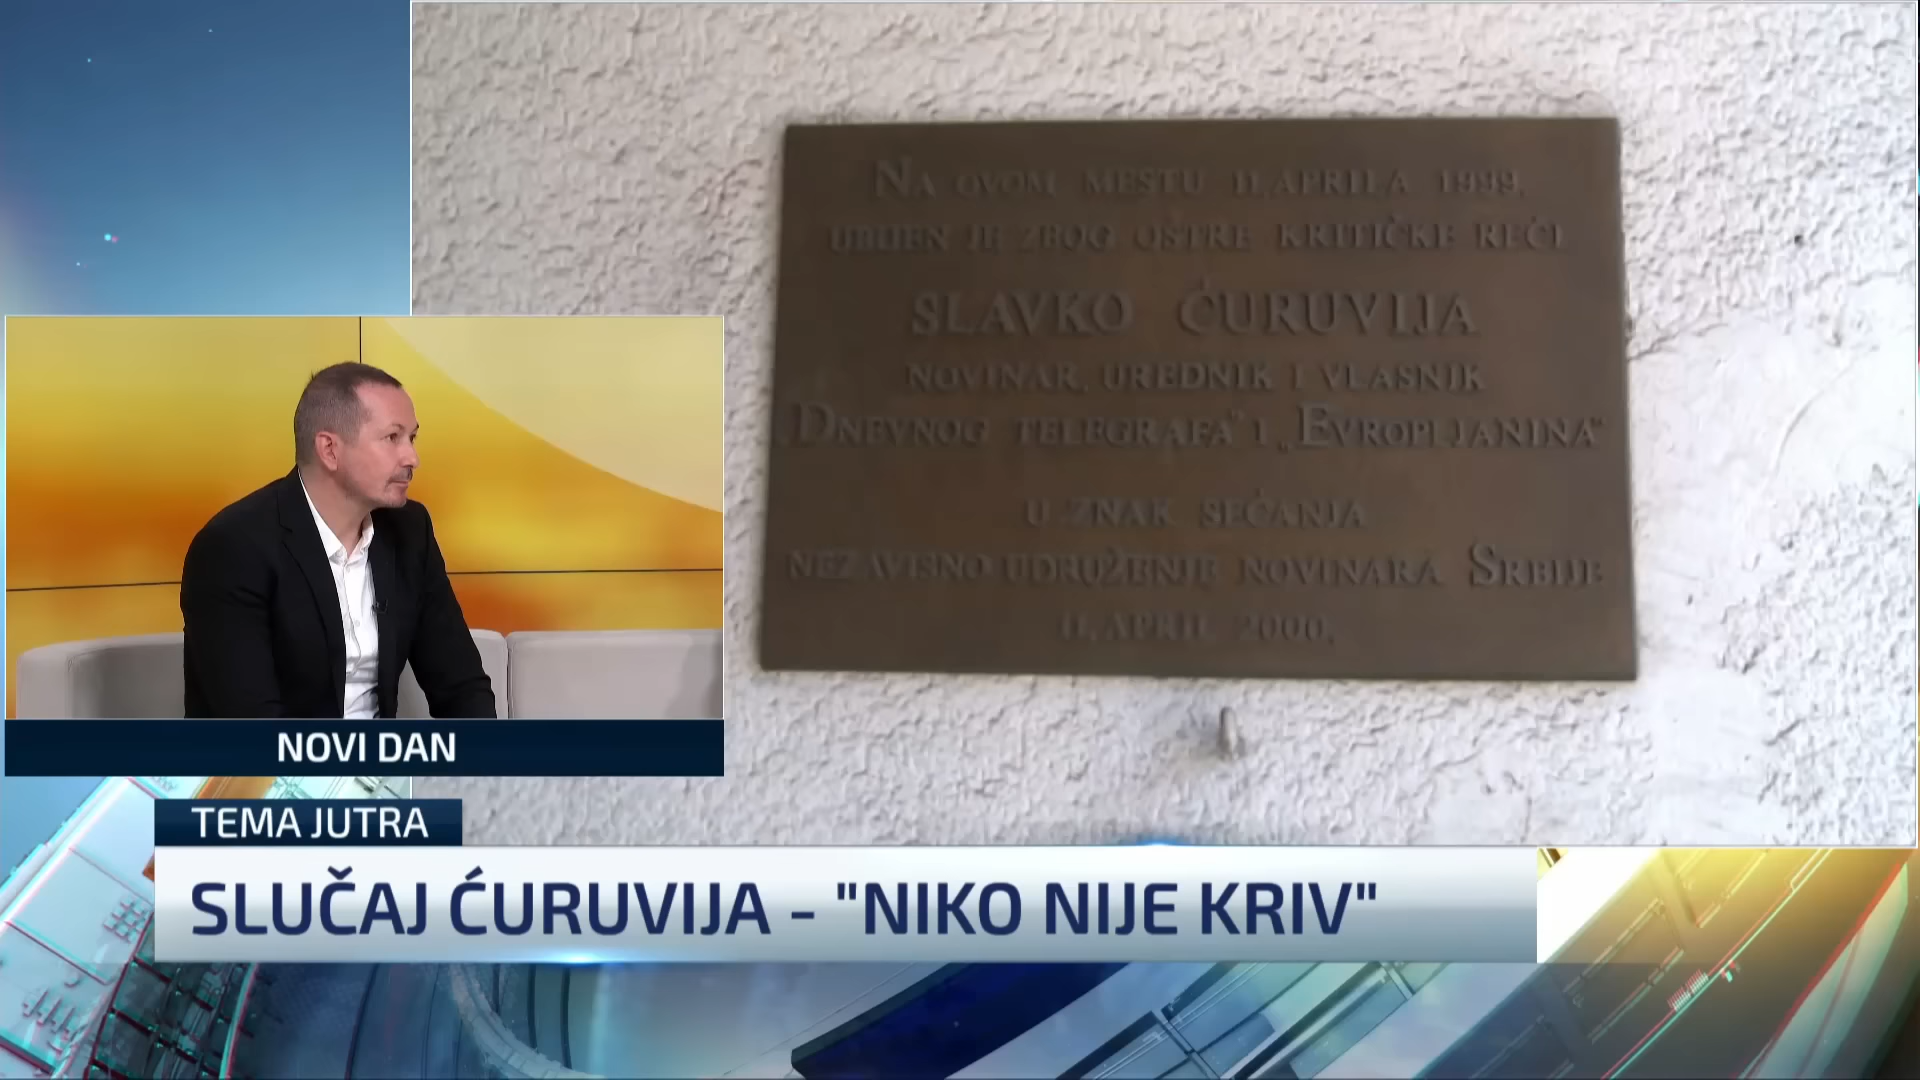 NA OVOM MESTU 11. APRILA 1999.
UBIJEN JE ZBOG OŠTRE KRITIČKE REČI
SLAVKO ĆURUVIJA
NOVINAR, UREDNIK I VLASNIK
„DNEVNOG TELEGRAFA" I „EVROPLJANINA"
U ZNAK SEĆANJA
NEZAVISNO UDRUŽENJE NOVINARA SRBIJE
11. APRIL 2000.
NOVI DAN
TEMA JUTRA
SLUČAJ ĆURUVIJA - "NIKO NIJE KRIV"